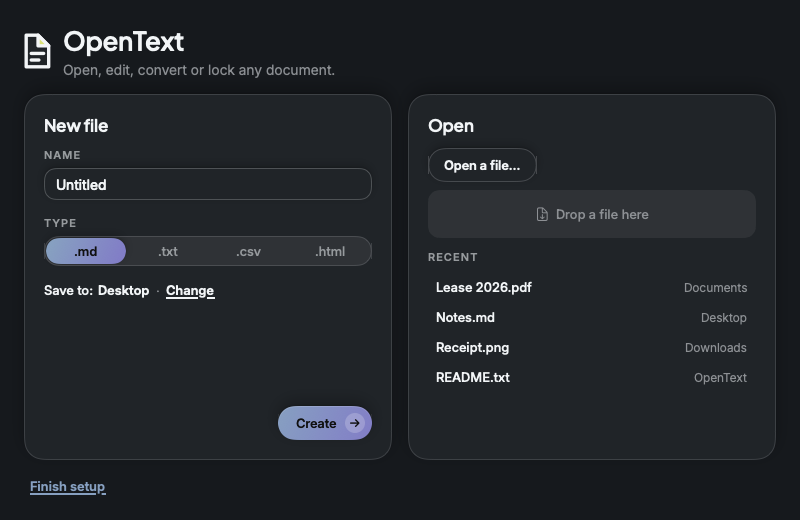 OpenText
Open, edit, convert or lock any document.
New file
NAME
Untitled
TYPE
.md .txt .csv .html
Save to: Desktop · Change
Create
Open
Open a file...
Drop a file here
RECENT
Lease 2026.pdf Documents
Notes.md Desktop
Receipt.png Downloads
README.txt OpenText
Finish setup